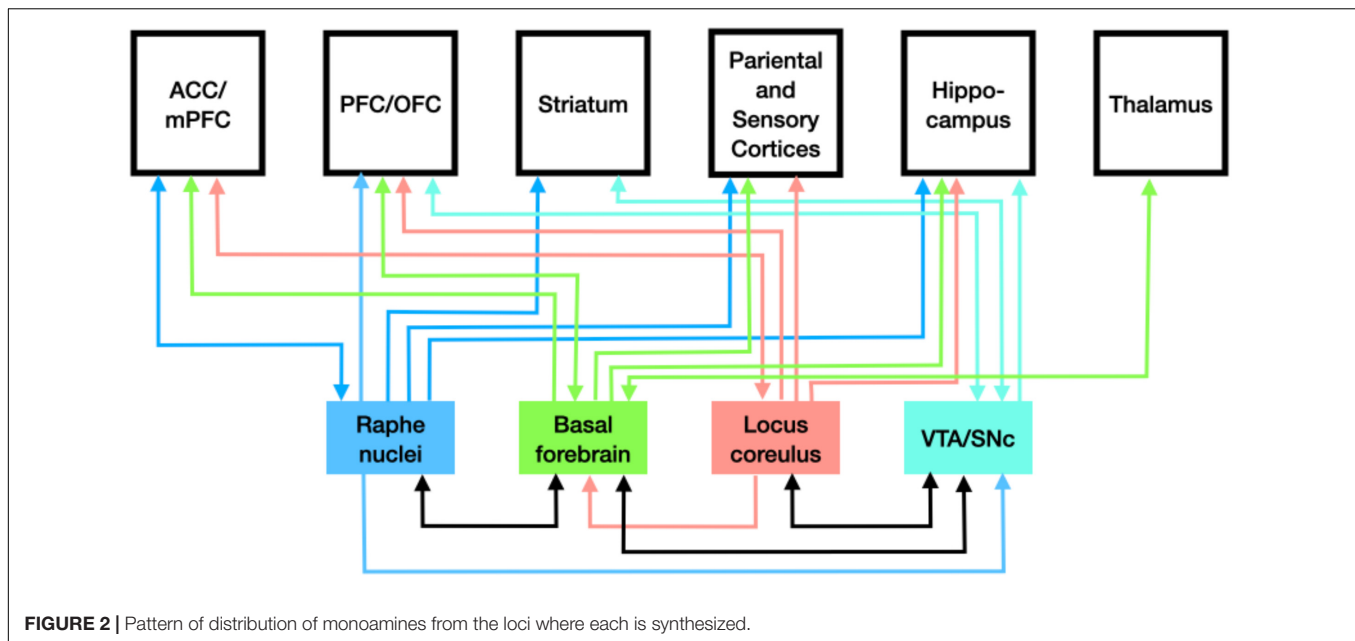 ACC/
mPFC
PFC/OFC
Striatum
Pariental
and
Sensory
Cortices
Hippo-
campus
Thalamus
Raphe
nuclei
Basal
forebrain
Locus
coreulus
VTA/SNc
FIGURE 2 | Pattern of distribution of monoamines from the loci where each is synthesized.